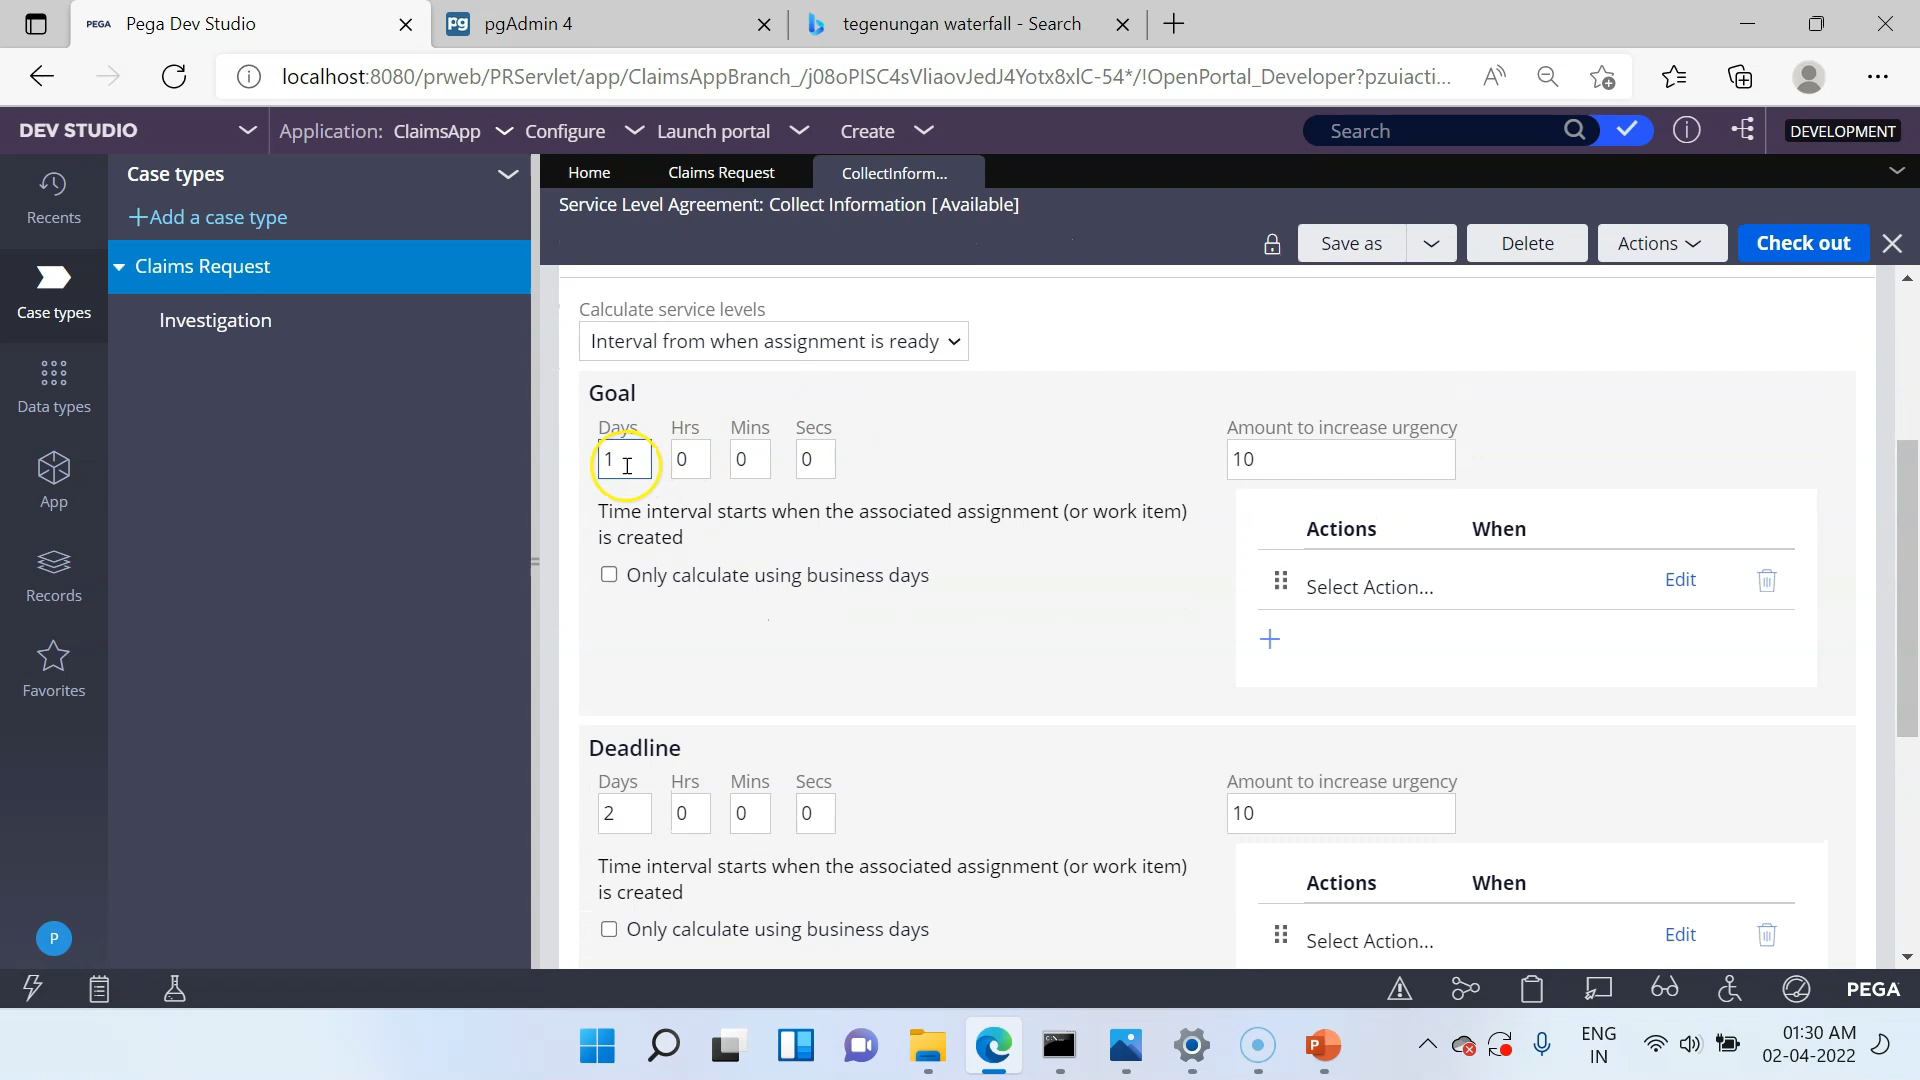 Pega Dev Studio
pgAdmin 4
tegenungan waterfall - Search
localhost:8080/prweb/PRServlet/app/ClaimsAppBranch_/j08oPISC4sVliaovJedJ4Yotx8xlC-54*/!OpenPortal_Developer?pzuiacti...
DEV STUDIO
Application: ClaimsApp
Configure
Launch portal
Create
Search
DEVELOPMENT
Recents
Case types
Data types
App
Records
Favorites
P
Case types
+Add a case type
Claims Request
Investigation
Home
Claims Request
CollectInform...
Service Level Agreement: Collect Information [Available]
Save as
Delete
Actions
Check out
Calculate service levels
Interval from when assignment is ready
Goal
Days Hrs Mins Secs
1 0 0 0
Amount to increase urgency
10
Time interval starts when the associated assignment (or work item)
is created
Only calculate using business days
Actions When
Select Action... Edit
Deadline
Days Hrs Mins Secs
2 0 0 0
Amount to increase urgency
10
Time interval starts when the associated assignment (or work item)
is created
Only calculate using business days
Actions When
Select Action... Edit
PEGA
ENG
IN
01:30 AM
02-04-2022